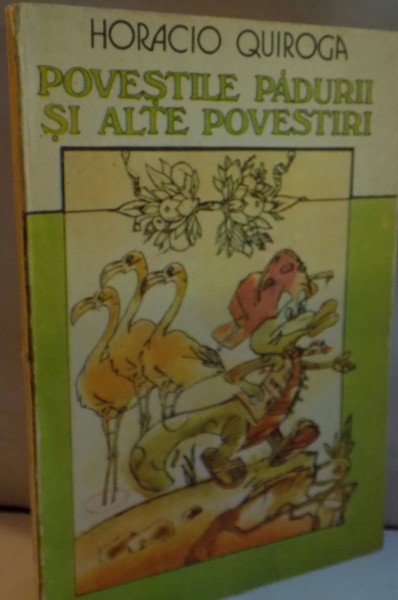 HORACIO QUIROGA
POVEȘTILE PĂDURII
ȘI ALTE POVESTIRI